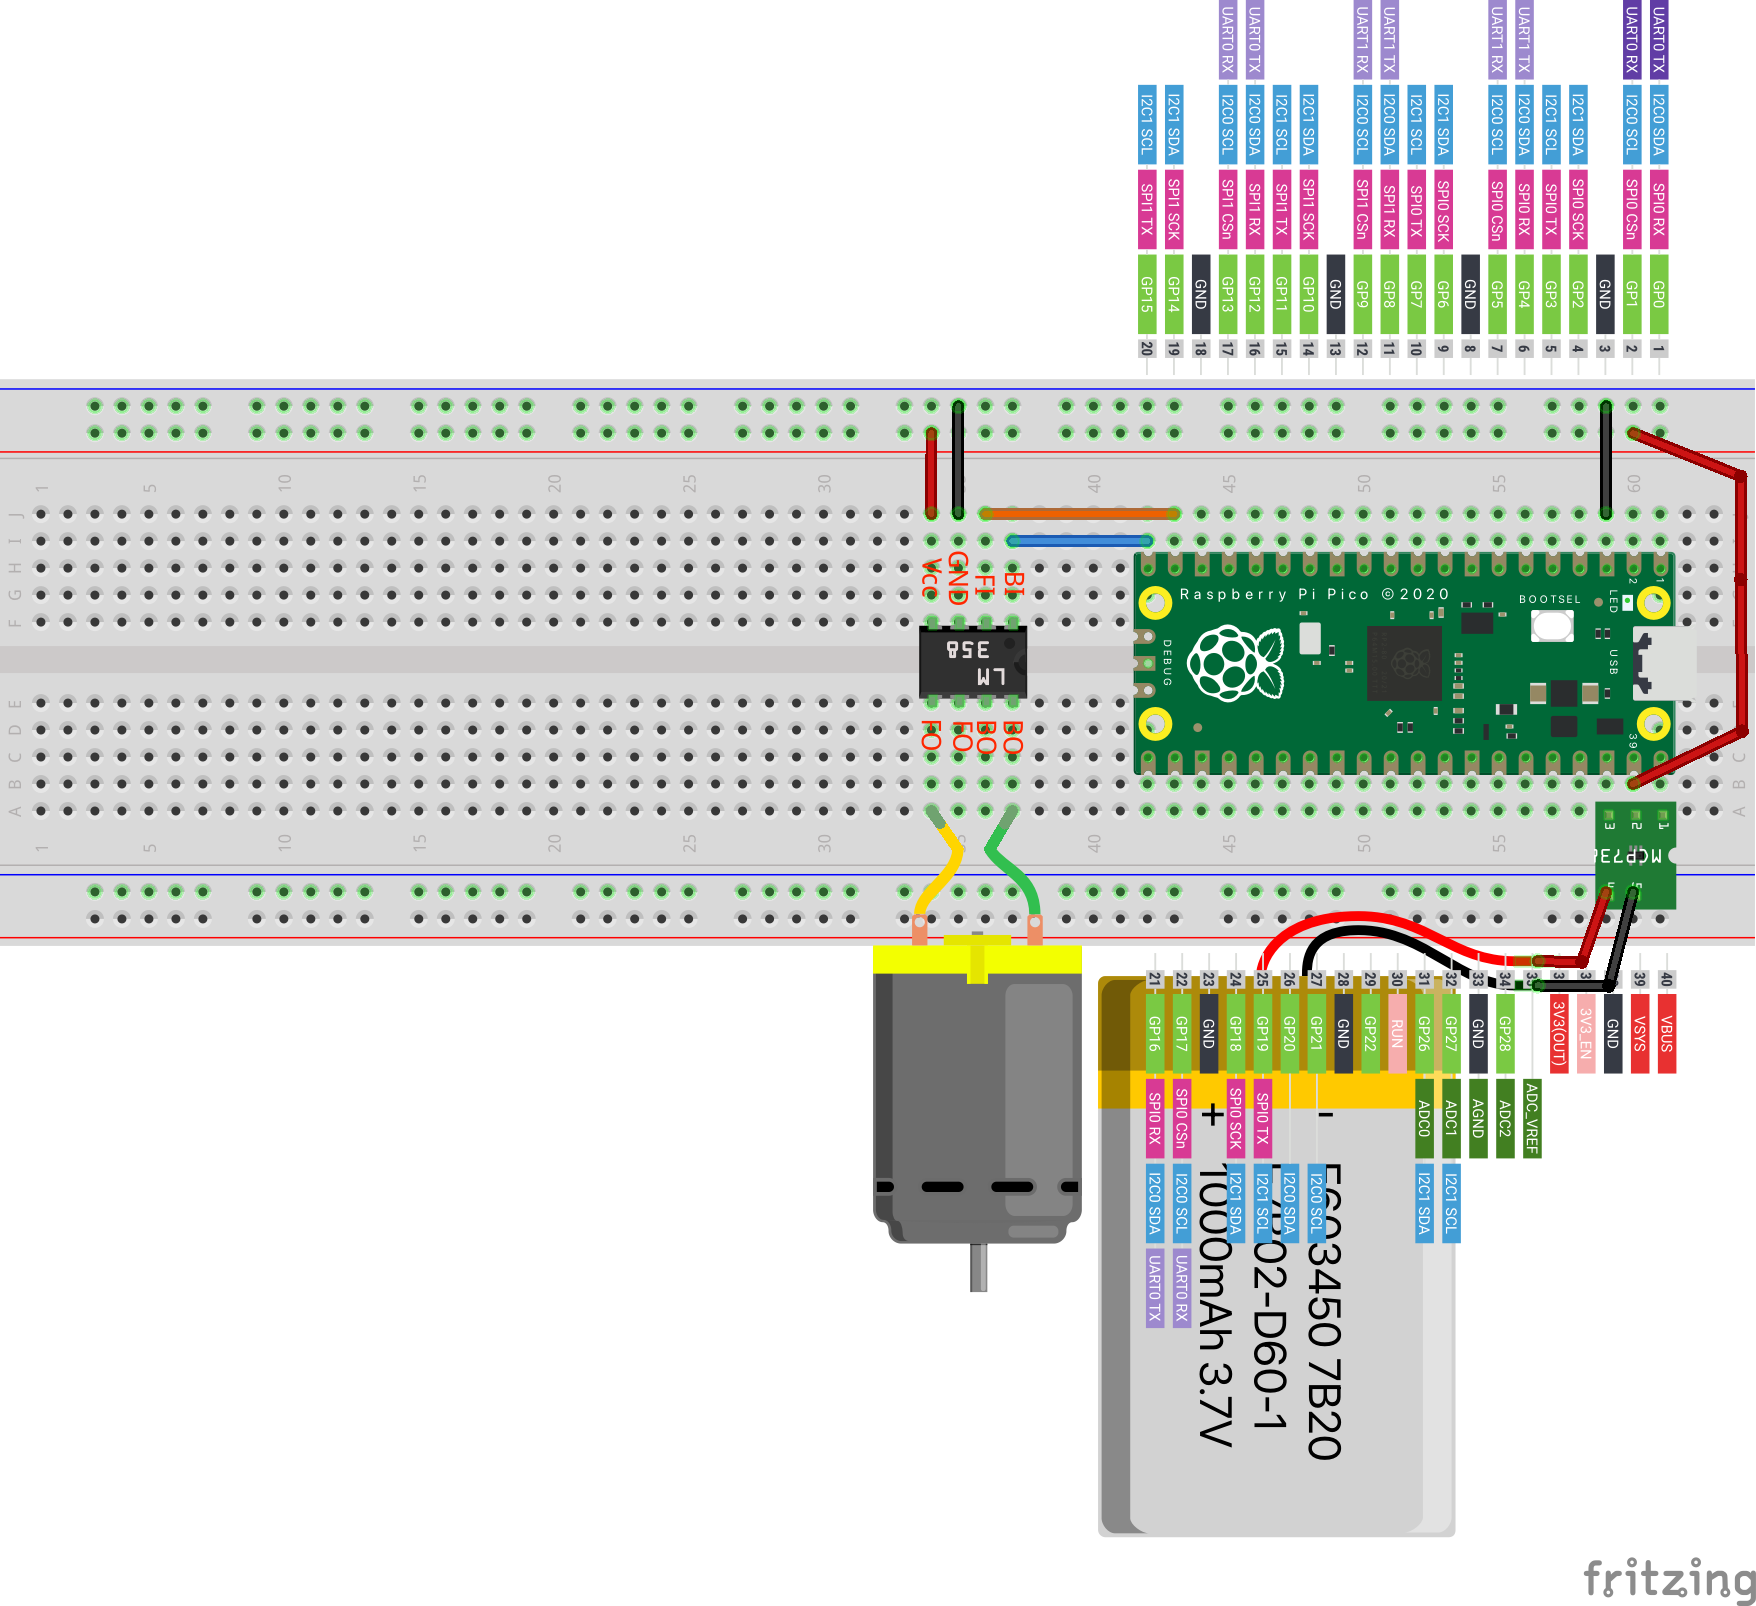 UART0 RX UART0 TX UART1 RX UART1 TX UART1 RX UART1 TX UART0 RX UART0 TX
I2C1 SCL I2C1 SDA I2C0 SCL I2C0 SDA I2C1 SCL I2C1 SDA I2C0 SCL I2C0 SDA I2C1 SCL I2C1 SDA I2C0 SCL I2C0 SDA I2C1 SCL I2C1 SDA I2C0 SCL I2C0 SDA
SPI1 TX SPI1 SCK SPI1 CSn SPI1 RX SPI1 TX SPI1 SCK SPI1 CSn SPI1 RX SPI0 TX SPI0 SCK SPI0 CSn SPI0 RX SPI0 TX SPI0 SCK SPI0 CSn SPI0 RX
GP15 GP14 GND GP13 GP12 GP11 GP10 GND GP9 GP8 GP7 GP6 GND GP5 GP4 GP3 GP2 GND GP1 GP0
20 19 18 17 16 15 14 13 12 11 10 9 8 7 6 5 4 3 2 1
1 5 10 15 20 25 30 40 45 50 55 60
J
I
H
G
F
Vcc GND FI BI
Raspberry Pi Pico ©2020
BOOTSEL
LED
2 1
DEBUG
USB
39
LM
358
FO FO BO BO
E
D
C
B
A
C
B
A
1 5 10 15 20 25 30 35 40 45 50 55
1 2 3
MCP73
4 5
21 22 23 24 25 26 27 28 29 30 31 32 33 34 35 39 40
GP16 GP17 GND GP18 GP19 GP20 GP21 GND GP22 RUN GP26 GP27 GND GP28 3V3(OUT) 3V3_EN GND VSYS VBUS
SPI0 RX SPI0 CSn SPI0 SCK SPI0 TX ADC0 ADC1 AGND ADC2 ADC_VREF
I2C0 SDA I2C0 SCL I2C1 SDA I2C1 SCL I2C0 SDA I2C0 SCL I2C1 SDA I2C1 SCL
UART0 TX UART0 RX
+ -
7B20
02-D60-1
1000mAh 3.7V
fritzing